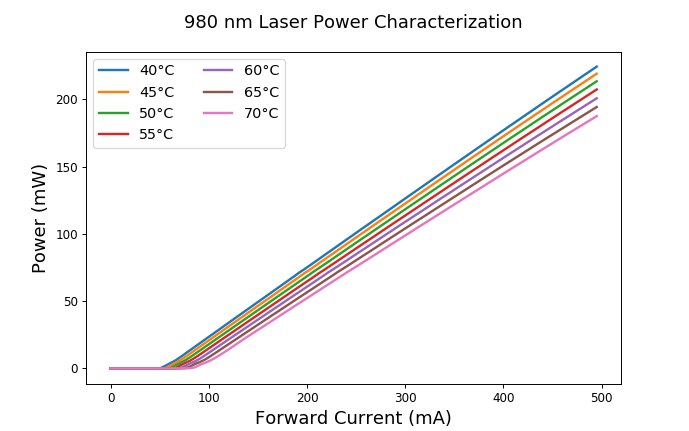 980 nm Laser Power Characterization
40°C
45°C
50°C
55°C
60°C
65°C
70°C
Power (mW)
200
150
100
50
0
0 100 200 300 400 500
Forward Current (mA)